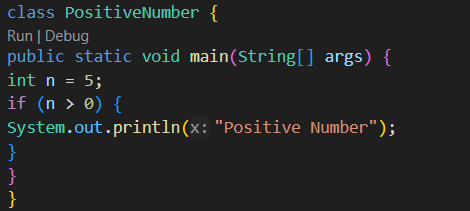 class PositiveNumber {
Run | Debug
public static void main(String[] args) {
int n = 5;
if (n > 0) {
System.out.println(x: "Positive Number");
}
}
}